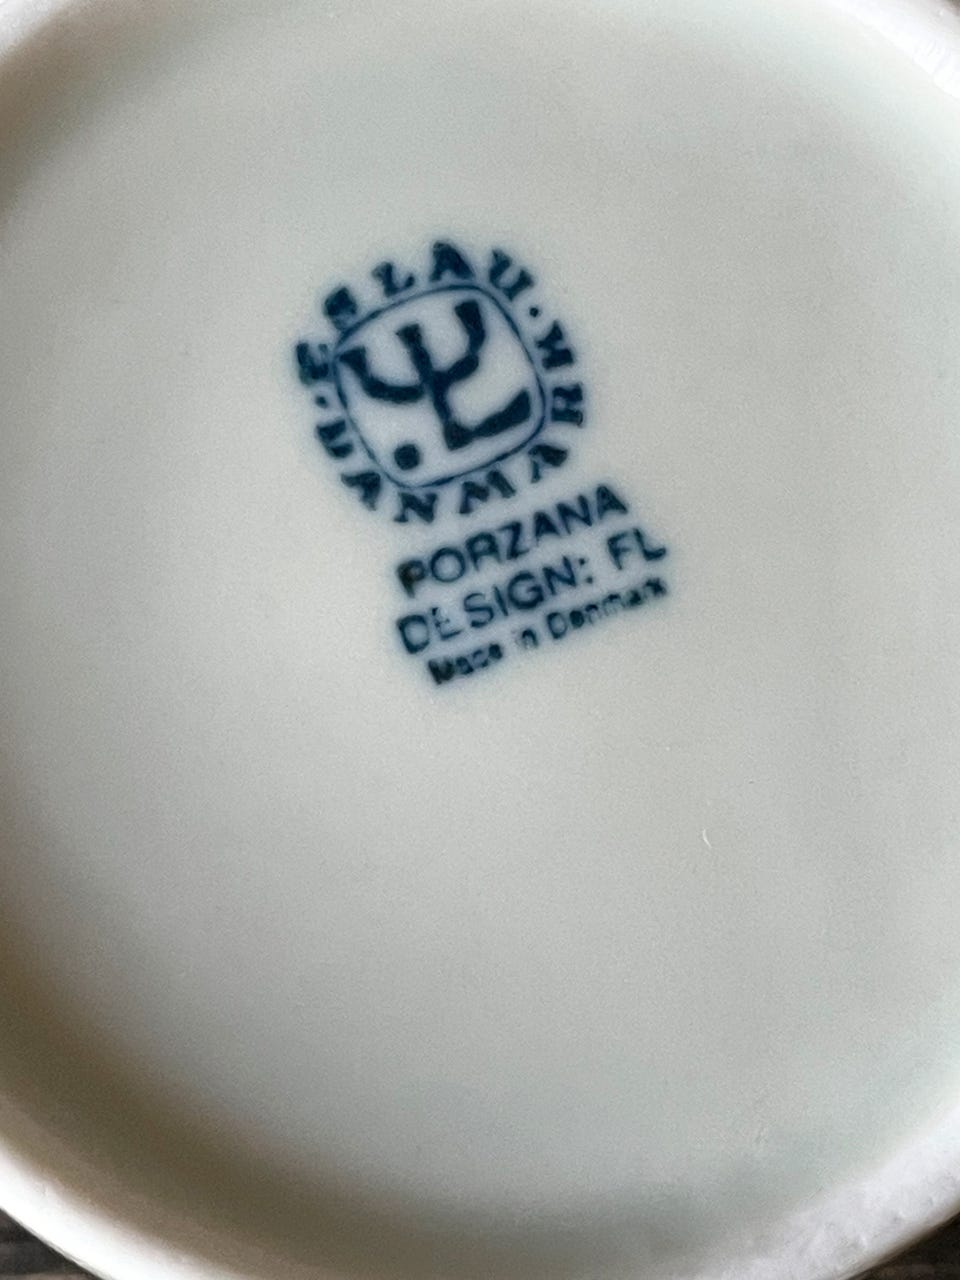 ESLAU · DANMARK ·
PORZANA
DESIGN: FL
Made in Denmark